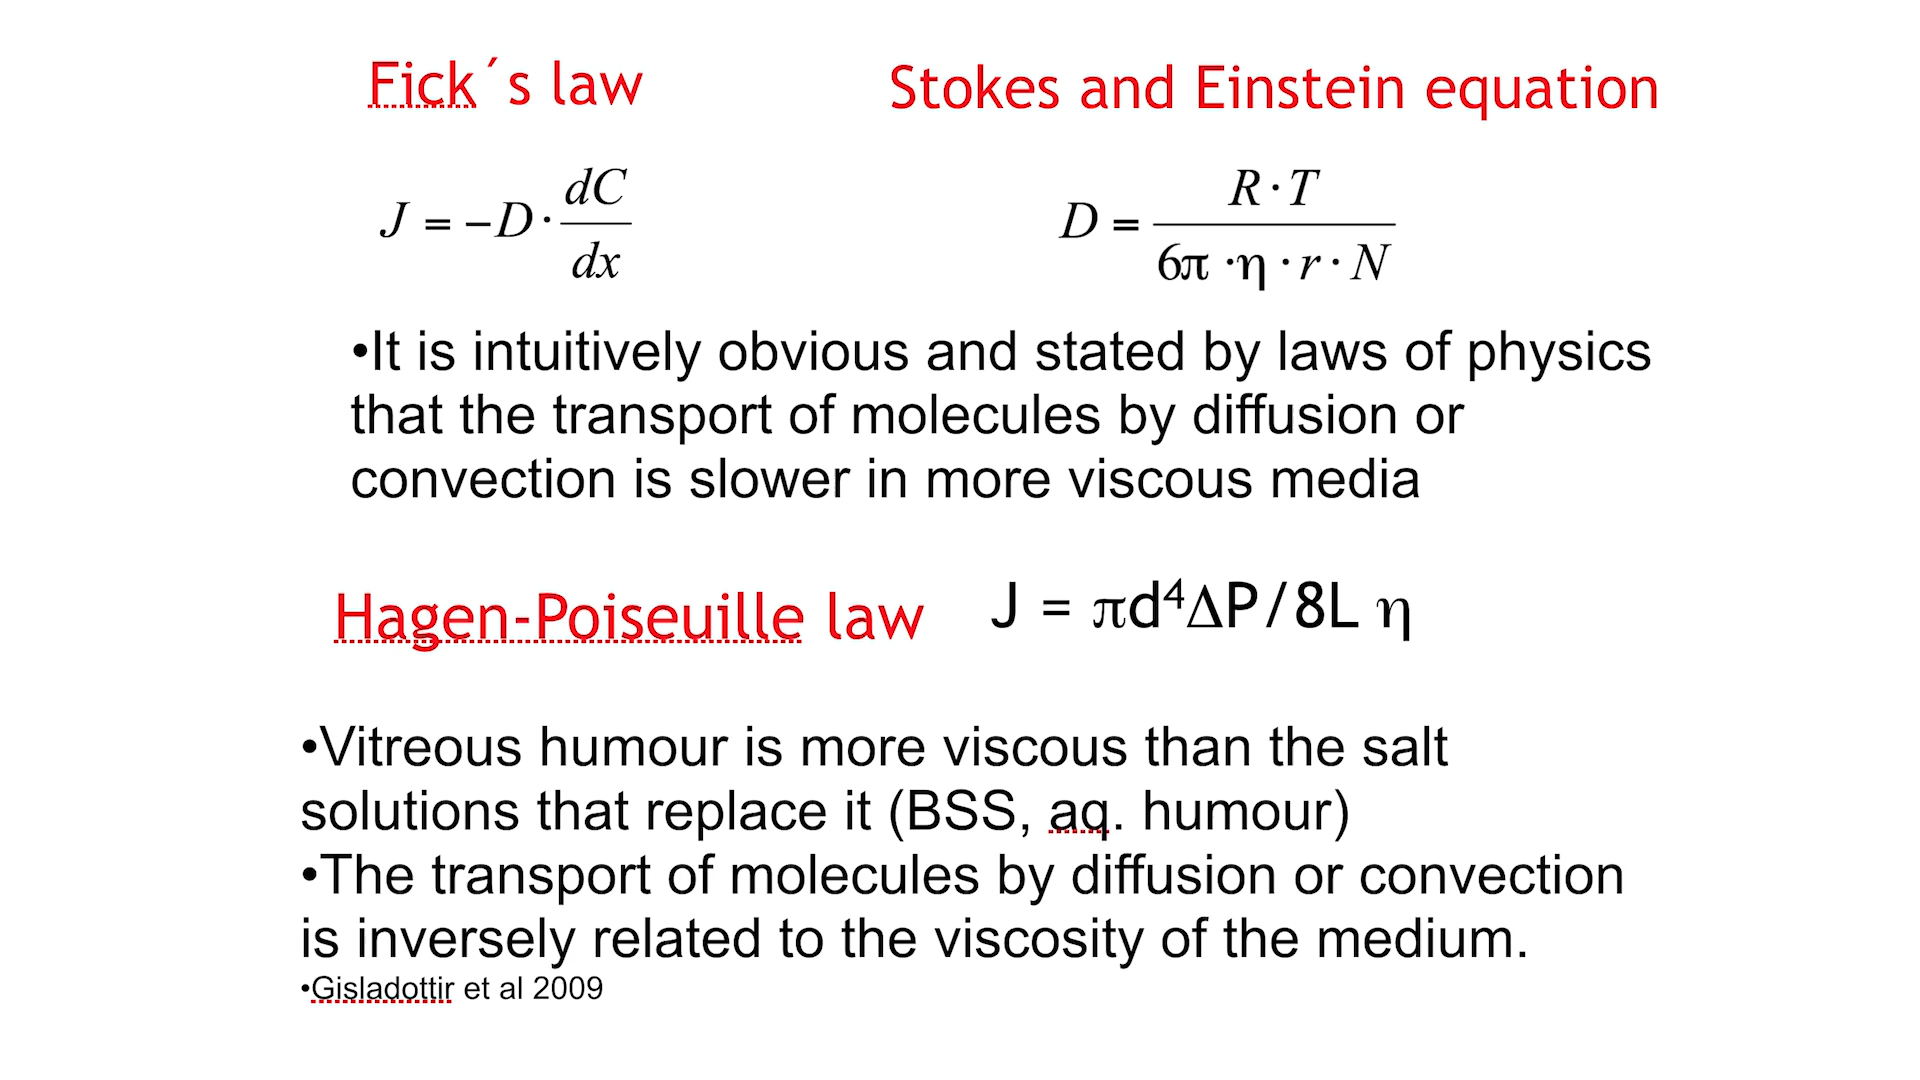 Fick´s law
Stokes and Einstein equation
J = −D · dC/dx
D = R · T / 6π · η · r · N
•It is intuitively obvious and stated by laws of physics
that the transport of molecules by diffusion or
convection is slower in more viscous media
Hagen-Poiseuille law
J = πd⁴ΔP/8L η
•Vitreous humour is more viscous than the salt
solutions that replace it (BSS, aq. humour)
•The transport of molecules by diffusion or convection
is inversely related to the viscosity of the medium.
•Gisladottir et al 2009